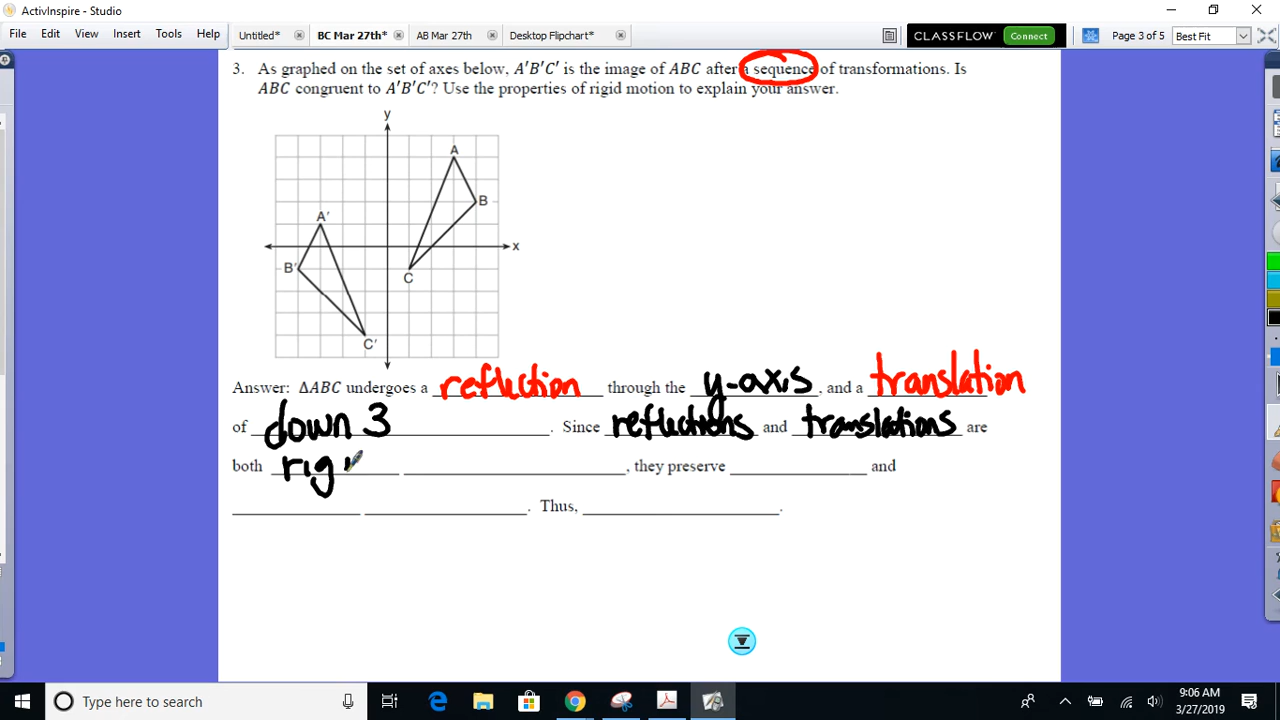 ActivInspire - Studio
File Edit View Insert Tools Help Untitled* BC Mar 27th* AB Mar 27th Desktop Flipchart* CLASSFLOW Connect Page 3 of 5 Best Fit
3. As graphed on the set of axes below, A'B'C' is the image of ABC after a sequence of transformations. Is
ABC congruent to A'B'C'? Use the properties of rigid motion to explain your answer.
y
A
B
A'
x
B'
C
C'
Answer: ΔABC undergoes a reflection through the y-axis, and a translation
of down 3. Since reflections and translations are
both rig , they preserve and
. Thus, .
Type here to search
9:06 AM
3/27/2019